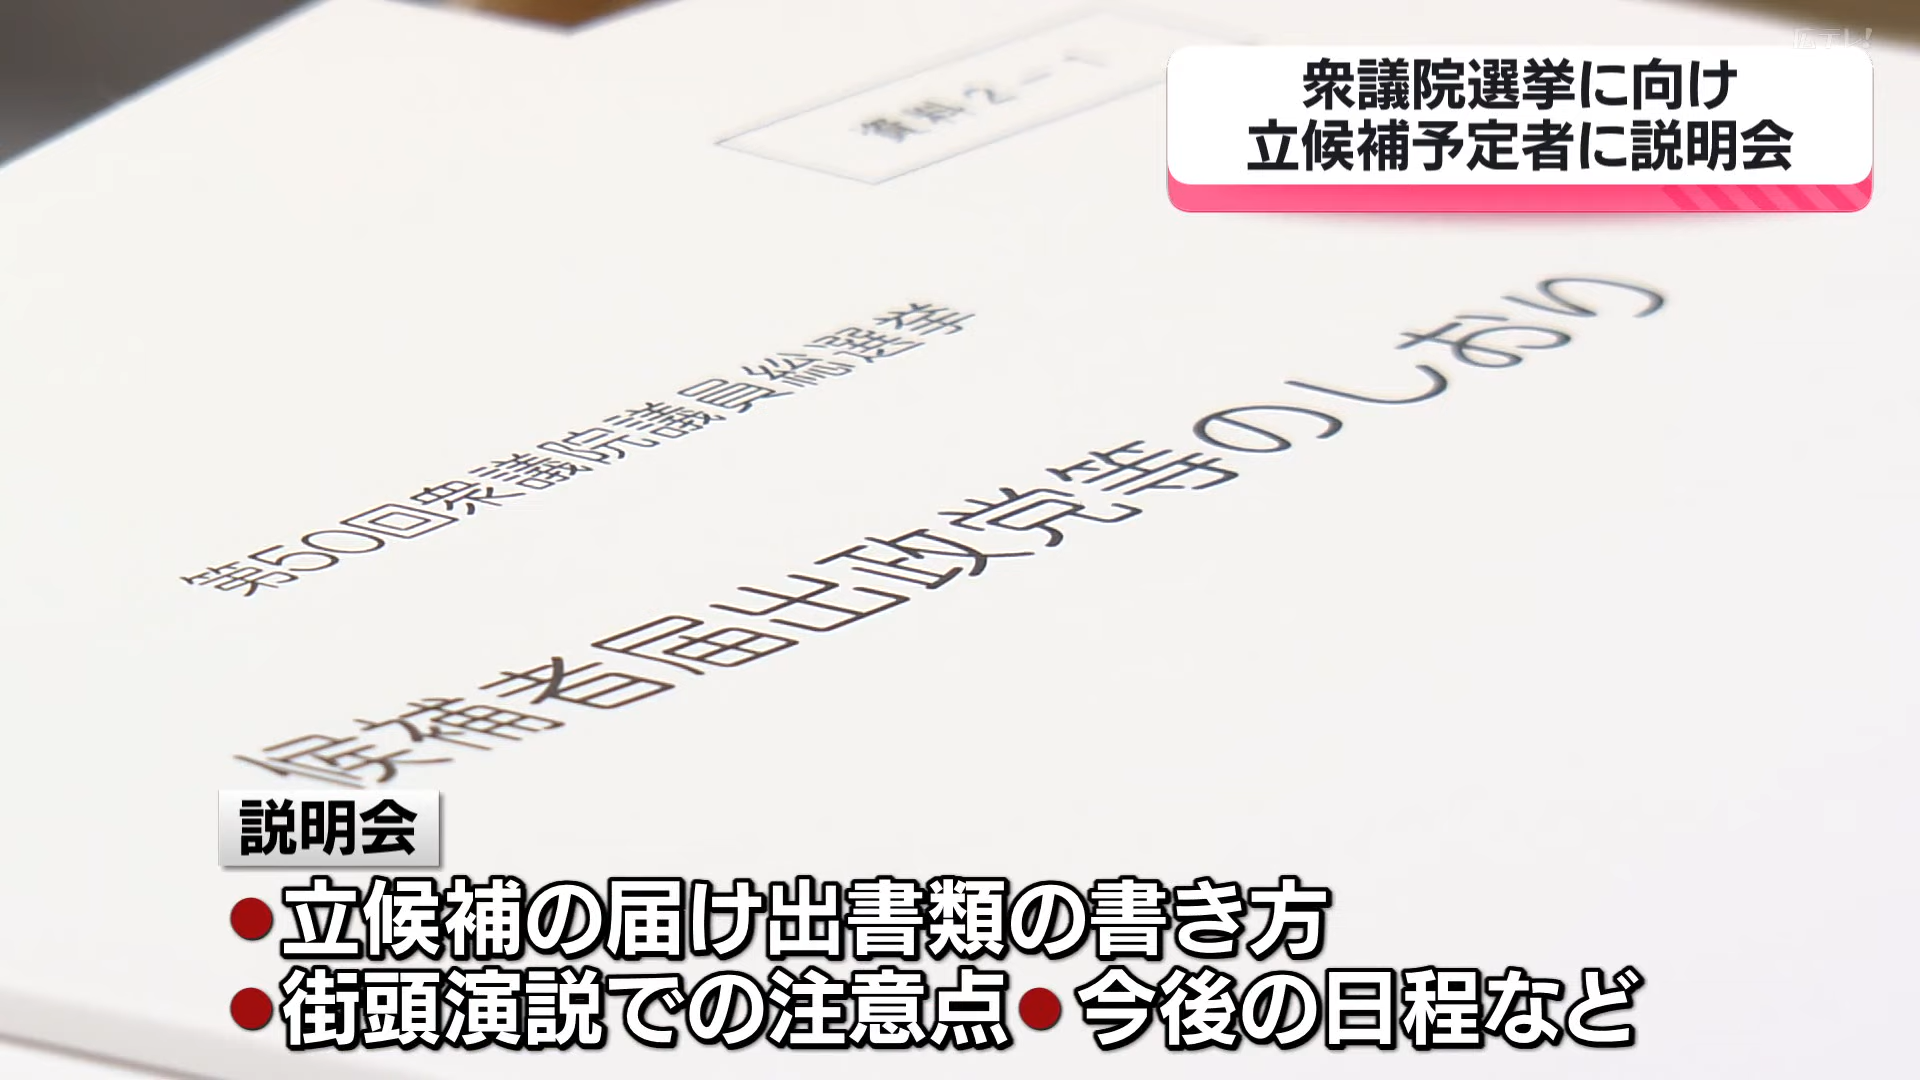 広テレ!
衆議院選挙に向け
立候補予定者に説明会
資料2-1
第50回衆議院議員総選挙
候補者届出政党等のしおり
説明会
●立候補の届け出書類の書き方
●街頭演説での注意点●今後の日程など